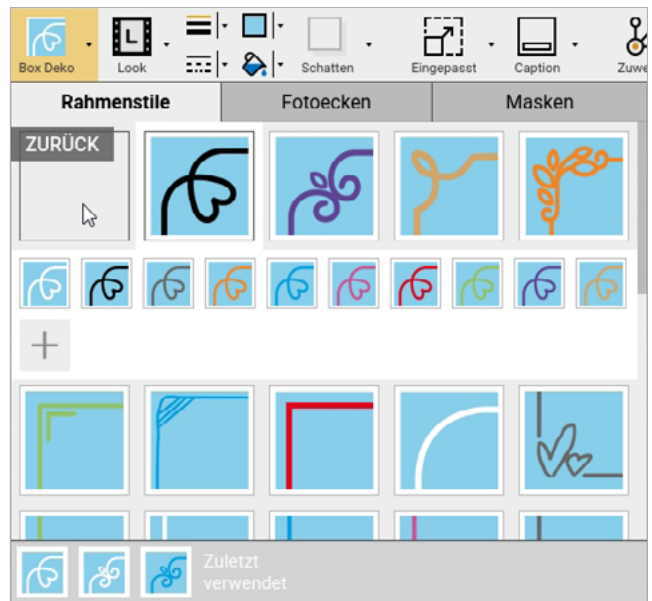 Box Deko
L
Look
Schatten
Eingepasst
Caption
Zuwe
Rahmenstile
Fotoecken
Masken
ZURÜCK
Zuletzt
verwendet